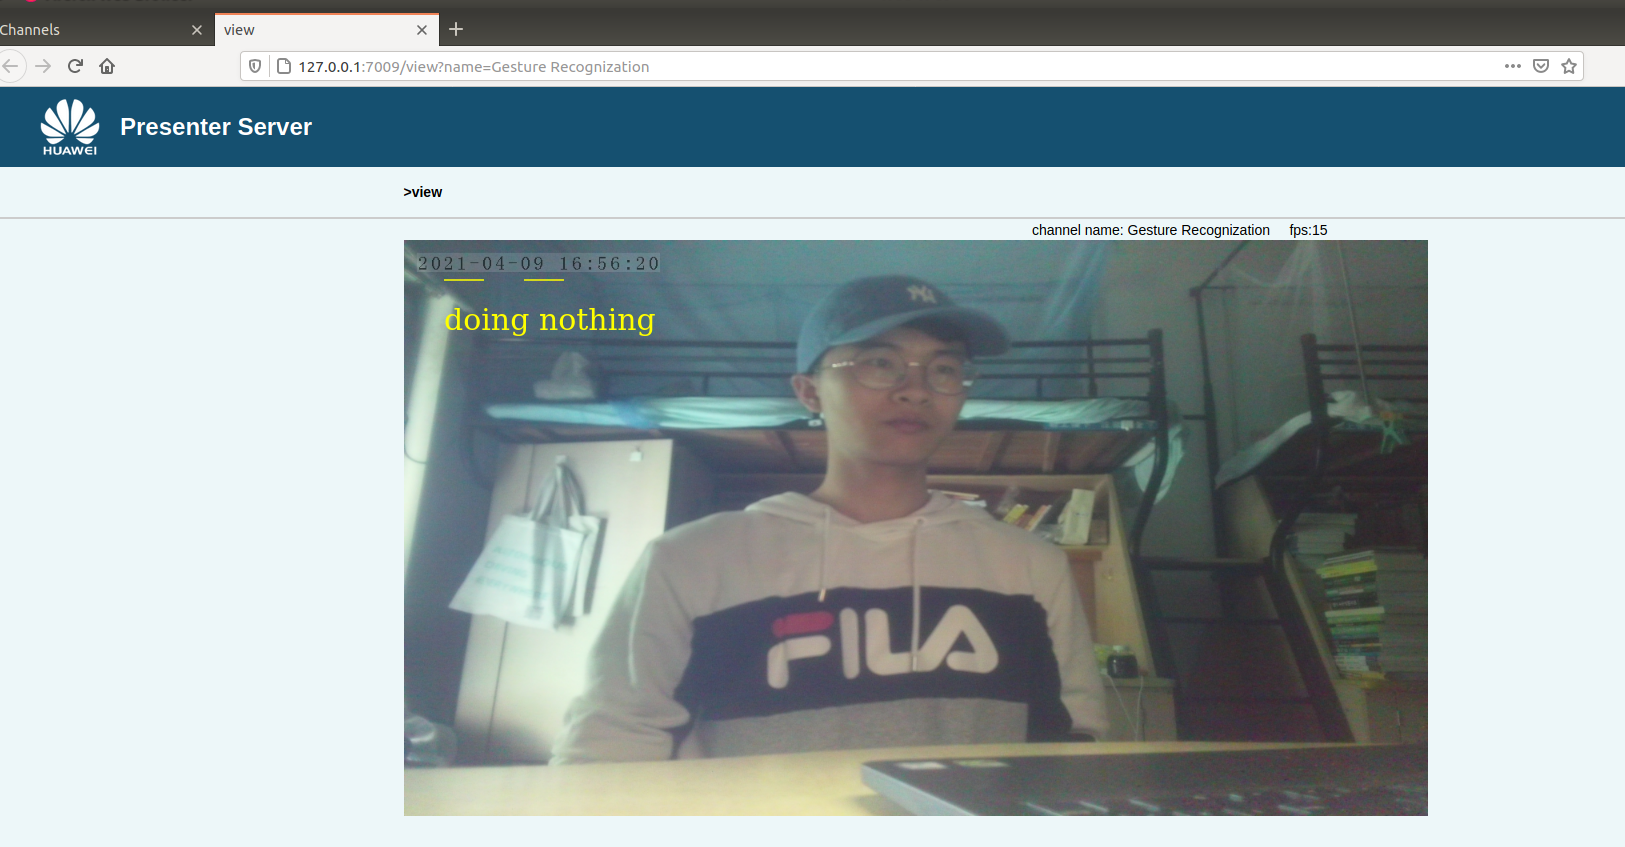 Channels
view
127.0.0.1:7009/view?name=Gesture Recognization
HUAWEI
Presenter Server
>view
channel name: Gesture Recognization fps:15
2021-04-09 16:56:20
doing nothing
FILA